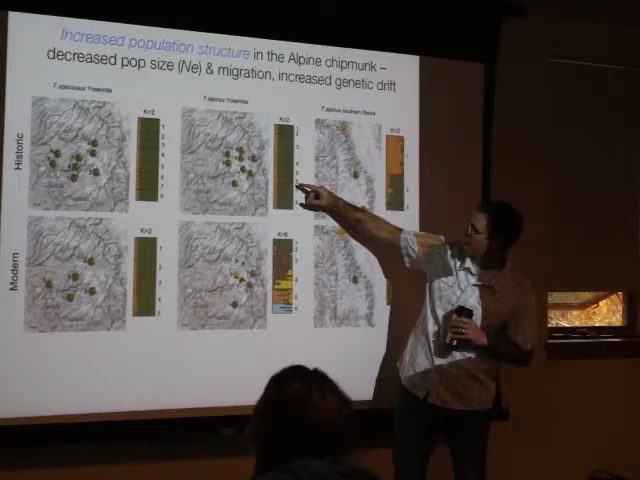 Increased population structure in the Alpine chipmunk –
decreased pop size (Ne) & migration, increased genetic drift
T.speciosus Yosemite
T.alpinus Yosemite
T.alpinus southern Sierra
Historic
K=2
K=2
K=2
Modern
K=2